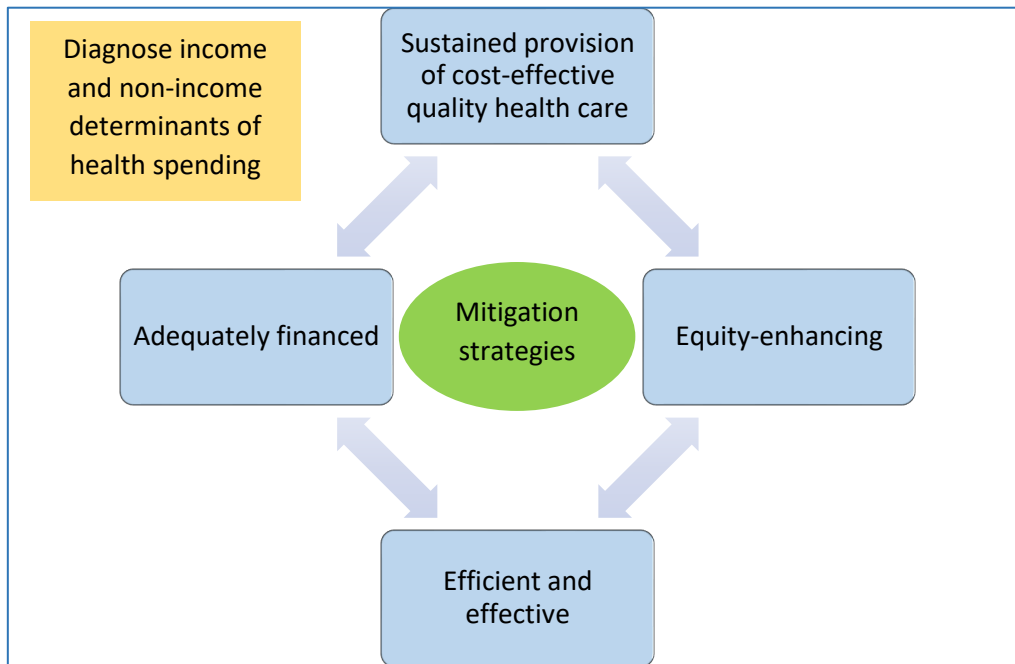 Diagnose income
and non-income
determinants of
health spending
Sustained provision
of cost-effective
quality health care
Adequately financed
Mitigation
strategies
Equity-enhancing
Efficient and
effective